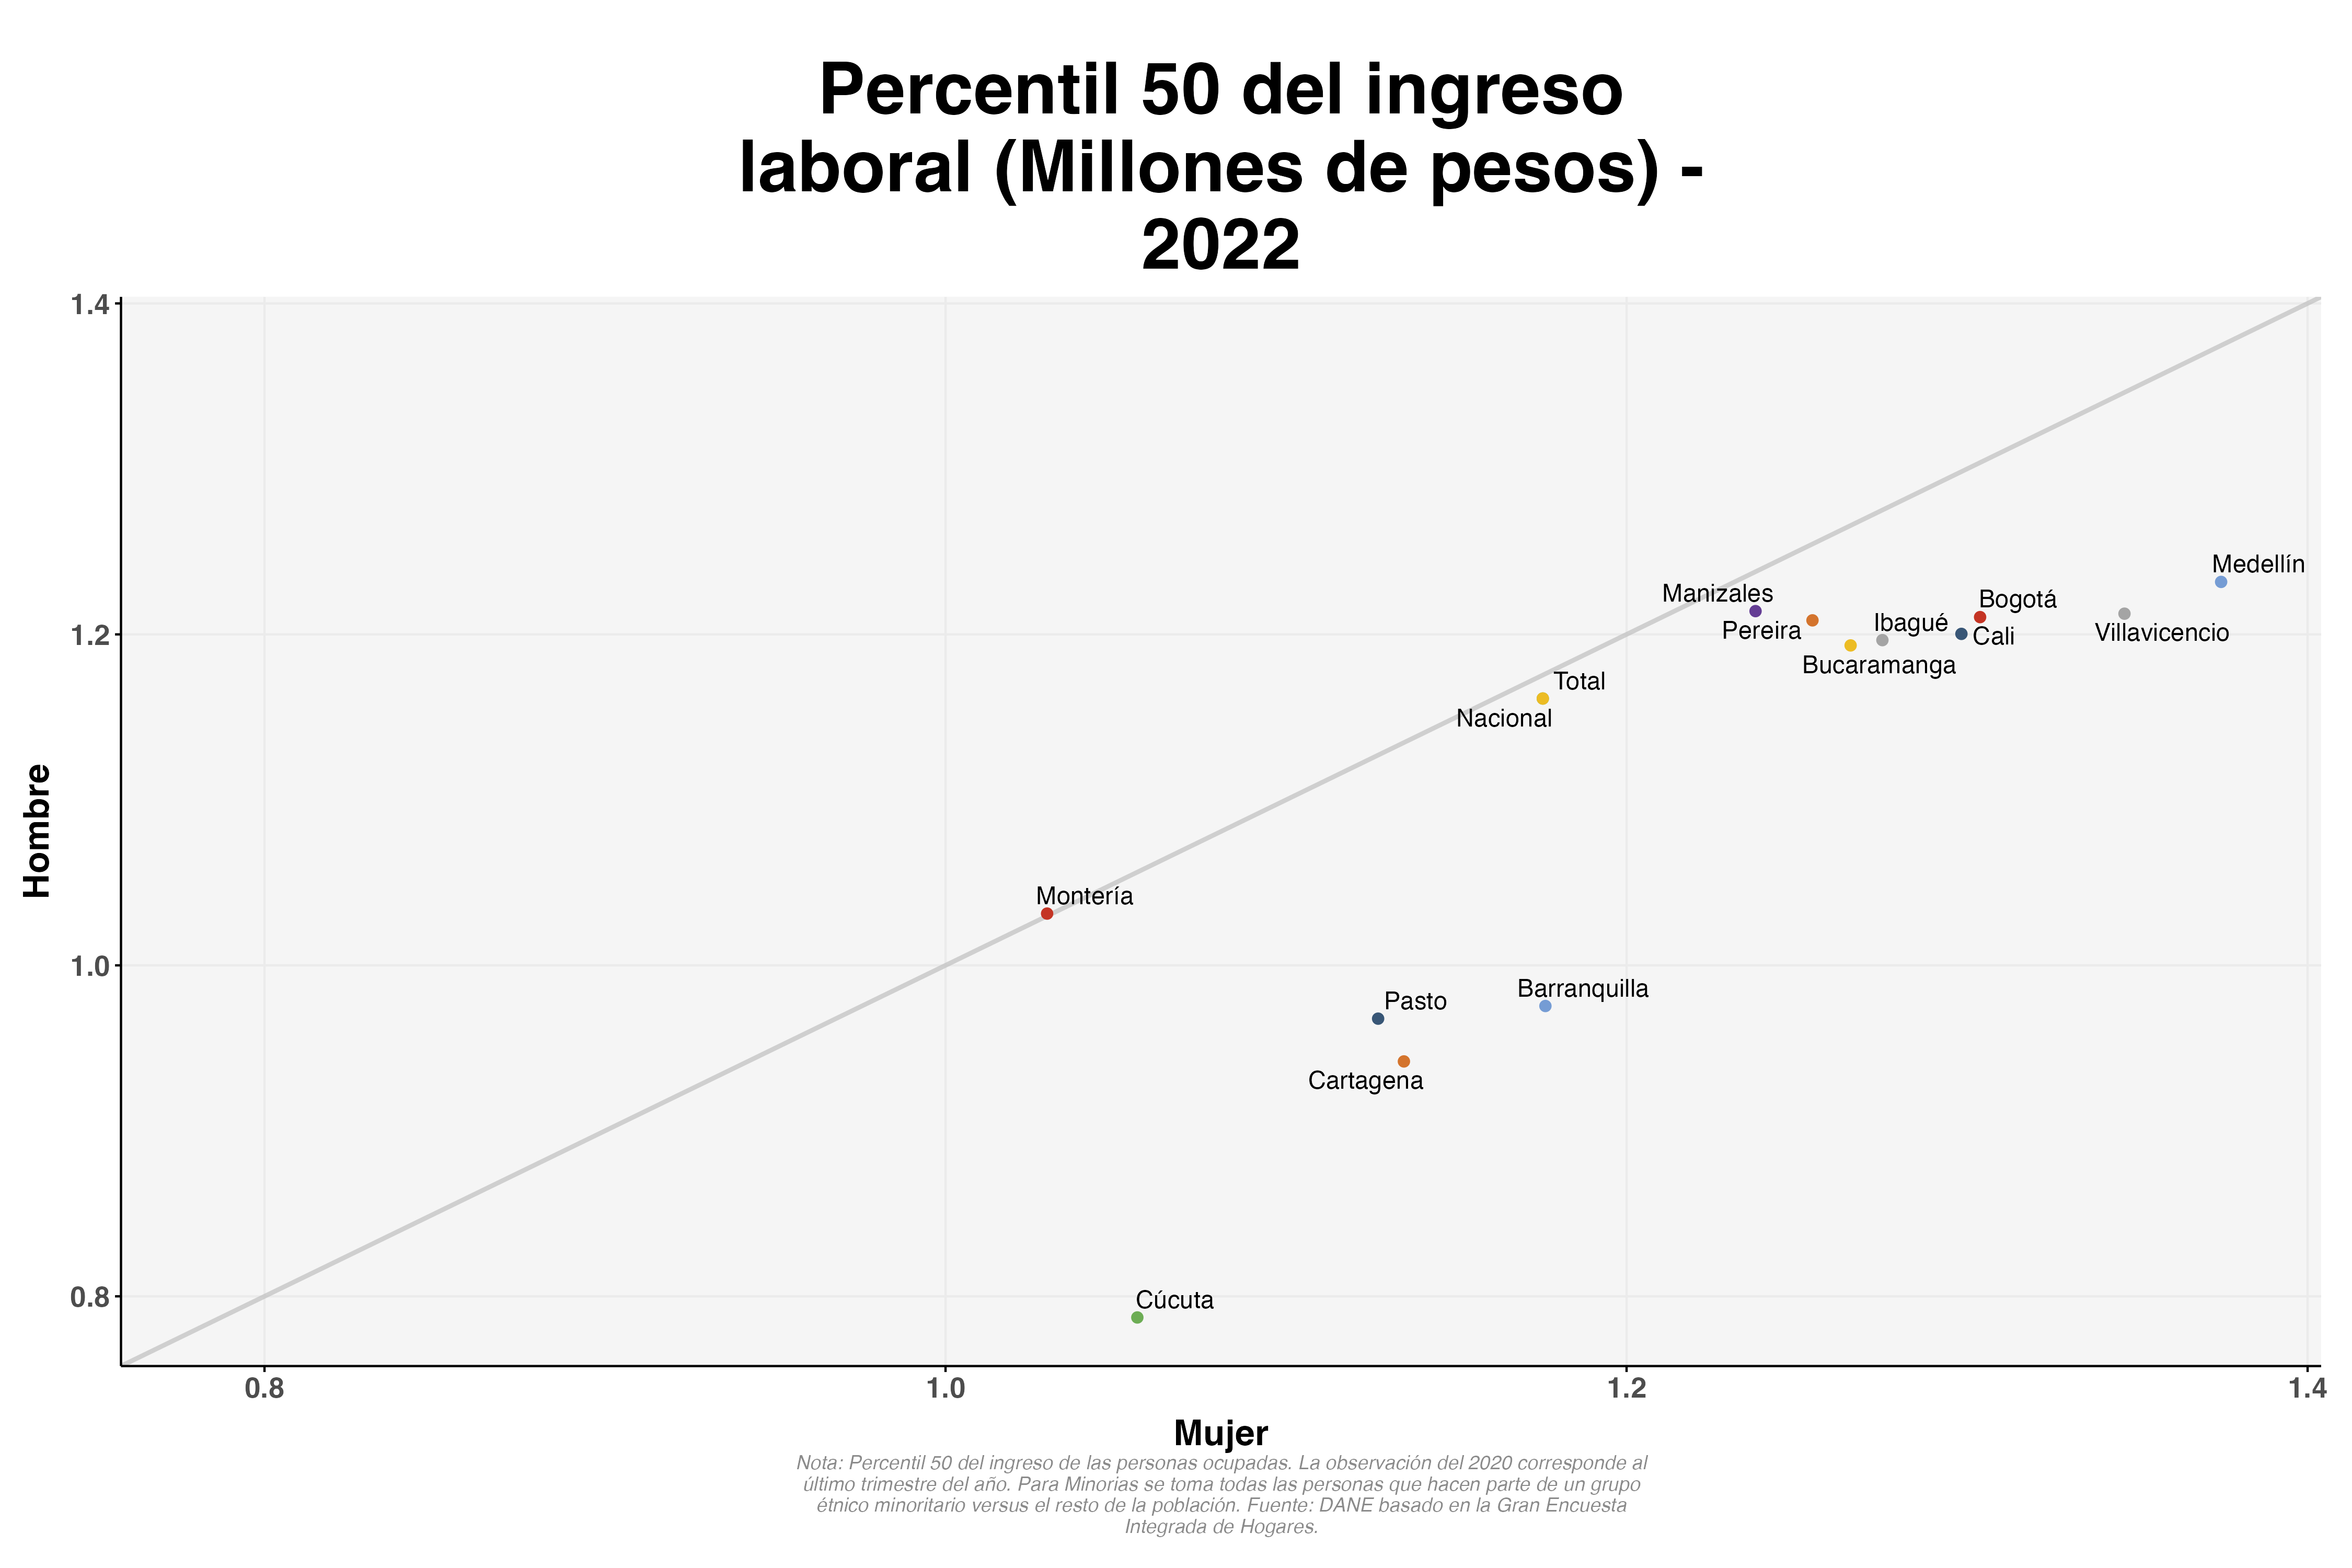 Percentil 50 del ingreso
laboral (Millones de pesos) -
2022
1.4
1.2
1.0
0.8
Hombre
Medellín
Manizales
Bogotá
Ibagué
Pereira
Cali
Villavicencio
Bucaramanga
Total
Nacional
Montería
Barranquilla
Pasto
Cartagena
Cúcuta
0.8
1.0
1.2
1.4
Mujer
Nota: Percentil 50 del ingreso de las personas ocupadas. La observación del 2020 corresponde al
último trimestre del año. Para Minorias se toma todas las personas que hacen parte de un grupo
étnico minoritario versus el resto de la población. Fuente: DANE basado en la Gran Encuesta
Integrada de Hogares.